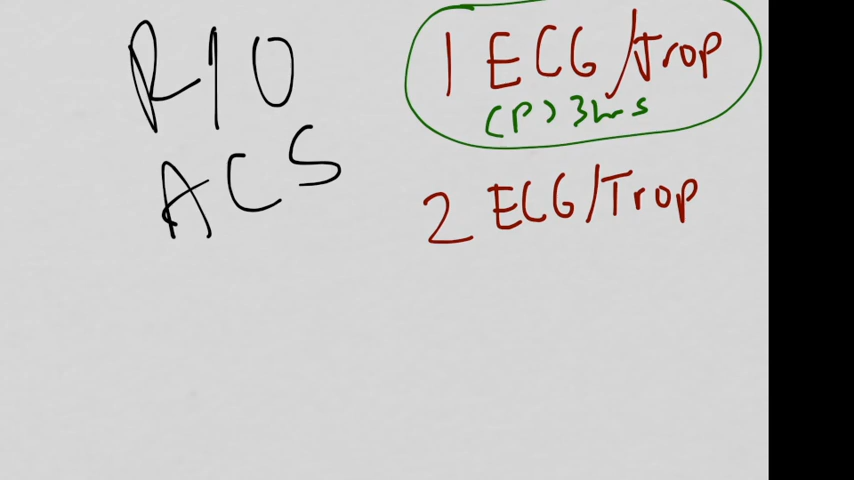 R/O
ACS
1 ECG/Trop
(P) 3hrs
2 ECG/Trop